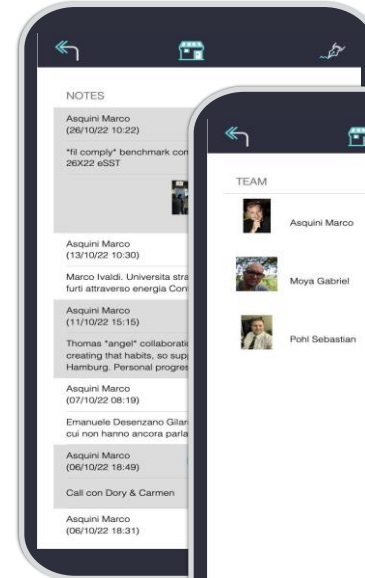 NOTES
Asquini Marco
(26/10/22 10:22)
"fil comply" benchmark con
26X22 eSST
Asquini Marco
(13/10/22 10:30)
Marco Ivaldi. Universita stra
furti attraverso energia Con
Asquini Marco
(11/10/22 15:15)
Thomas "angel" collaborati
creating that habits, so sup
Hamburg. Personal progres
Asquini Marco
(07/10/22 08:19)
Emanuele Desenzano Gilar
cui non hanno ancora parla
Asquini Marco
(06/10/22 18:49)
Call con Dory & Carmen
Asquini Marco
(06/10/22 18:31)
TEAM
Asquini Marco
Moya Gabriel
Pohl Sebastian